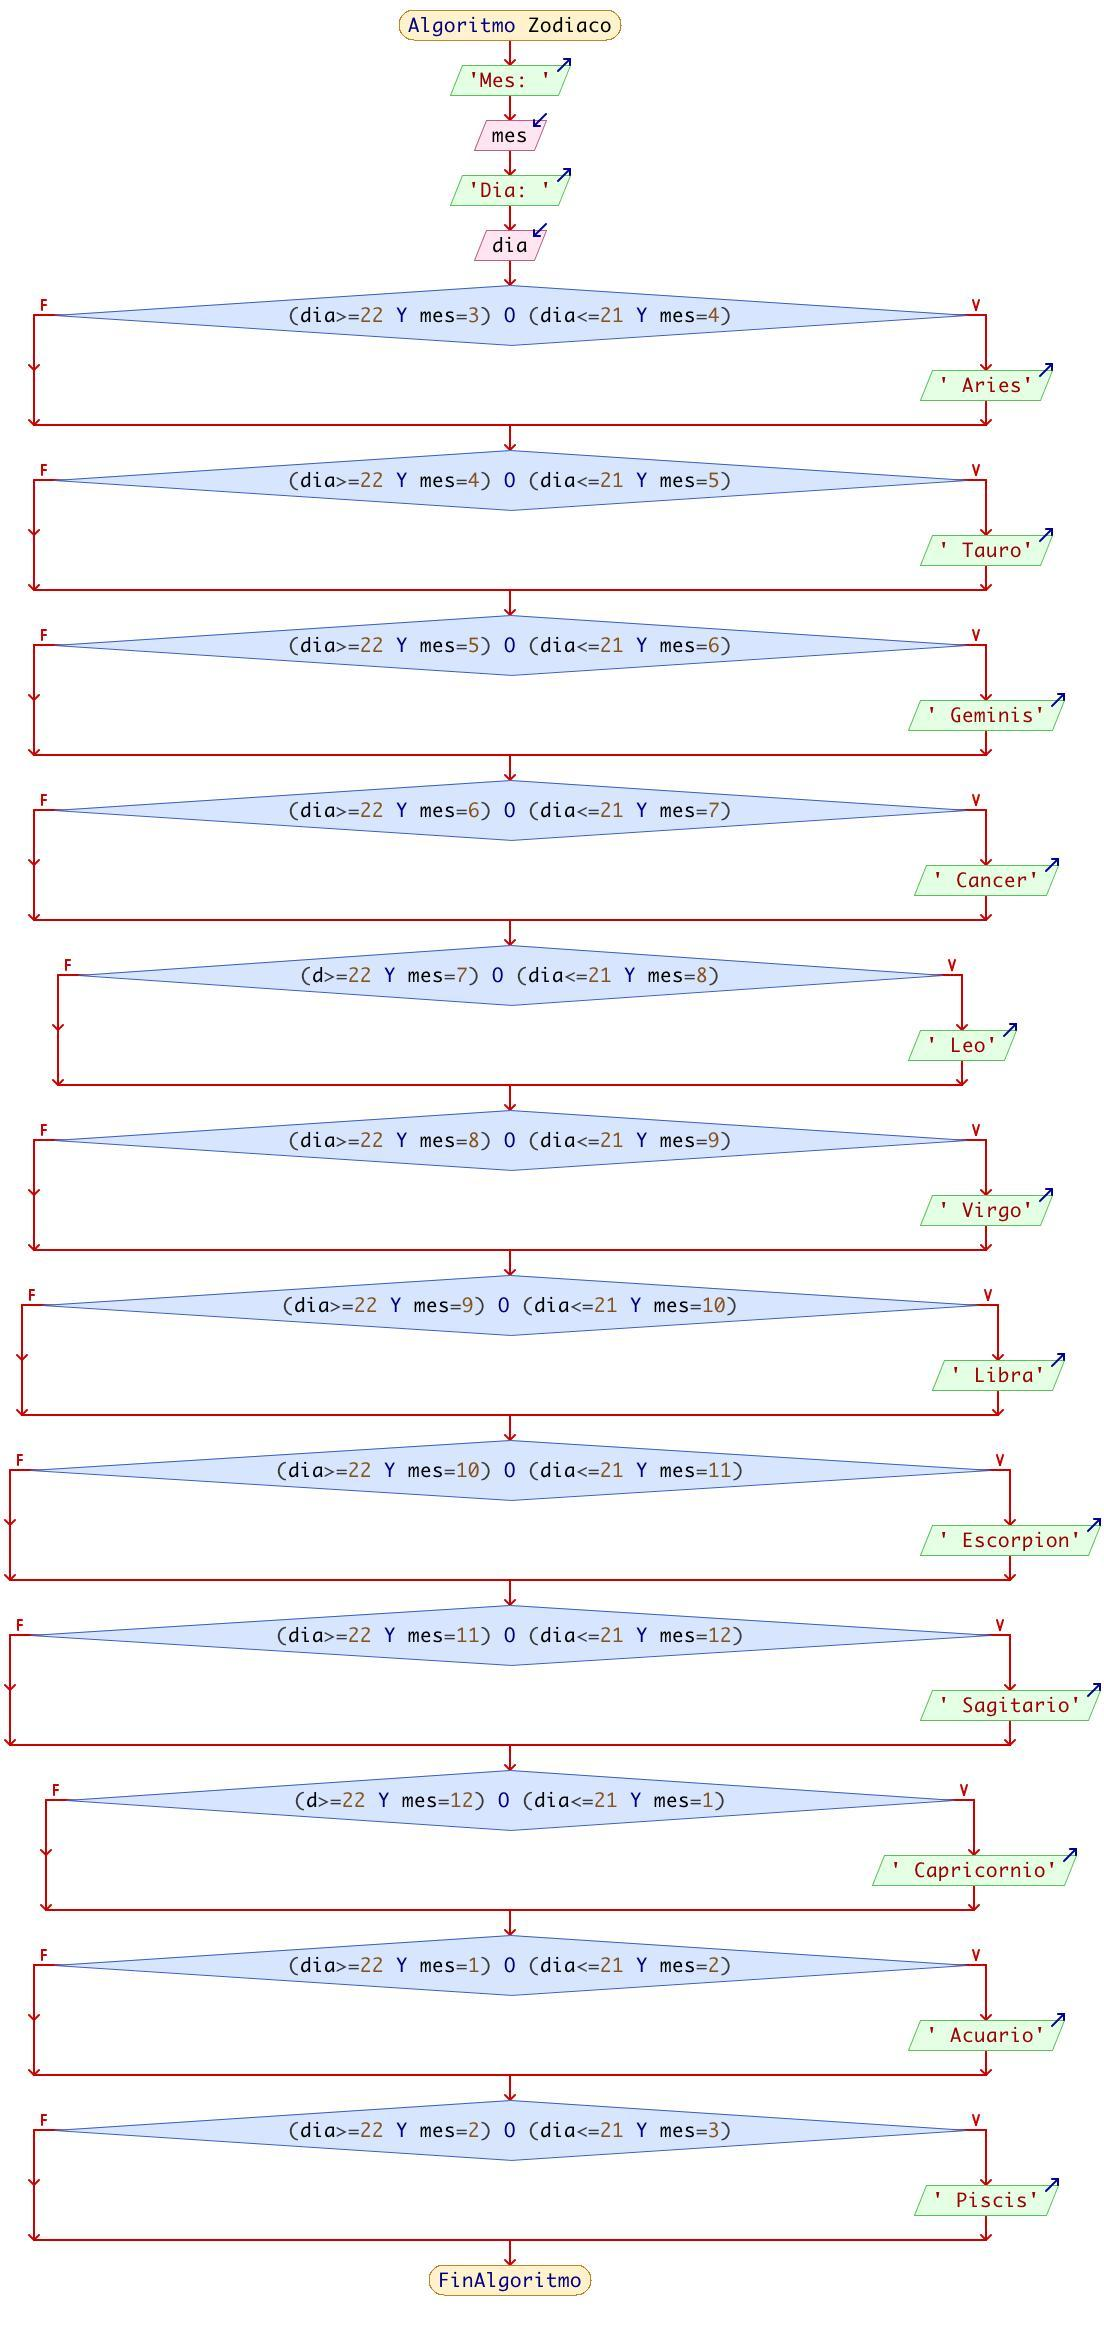 Algoritmo Zodiaco
'Mes: '
mes
'Dia: '
dia
F
(dia>=22 Y mes=3) O (dia<=21 Y mes=4)
V
' Aries'
F
(dia>=22 Y mes=4) O (dia<=21 Y mes=5)
V
' Tauro'
F
(dia>=22 Y mes=5) O (dia<=21 Y mes=6)
V
' Geminis'
F
(dia>=22 Y mes=6) O (dia<=21 Y mes=7)
V
' Cancer'
F
(d>=22 Y mes=7) O (dia<=21 Y mes=8)
V
' Leo'
F
(dia>=22 Y mes=8) O (dia<=21 Y mes=9)
V
' Virgo'
F
(dia>=22 Y mes=9) O (dia<=21 Y mes=10)
V
' Libra'
F
(dia>=22 Y mes=10) O (dia<=21 Y mes=11)
V
' Escorpion'
F
(dia>=22 Y mes=11) O (dia<=21 Y mes=12)
V
' Sagitario'
F
(d>=22 Y mes=12) O (dia<=21 Y mes=1)
V
' Capricornio'
F
(dia>=22 Y mes=1) O (dia<=21 Y mes=2)
V
' Acuario'
F
(dia>=22 Y mes=2) O (dia<=21 Y mes=3)
V
' Piscis'
FinAlgoritmo